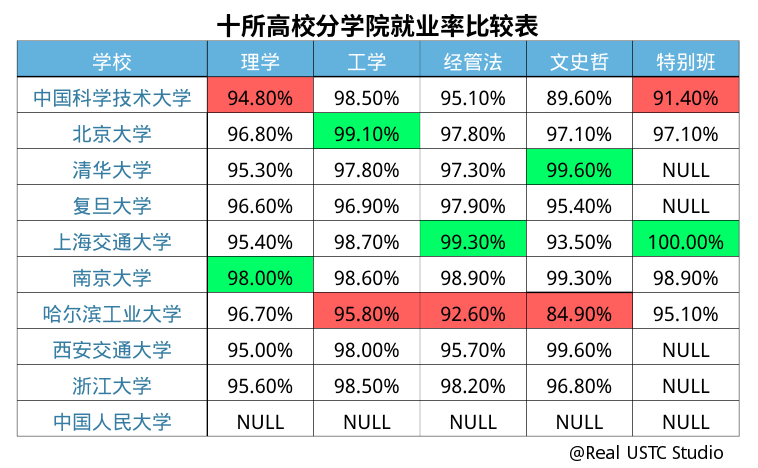 十所高校分学院就业率比较表
学校 理学 工学 经管法 文史哲 特别班
中国科学技术大学 94.80% 98.50% 95.10% 89.60% 91.40%
北京大学 96.80% 99.10% 97.80% 97.10% 97.10%
清华大学 95.30% 97.80% 97.30% 99.60% NULL
复旦大学 96.60% 96.90% 97.90% 95.40% NULL
上海交通大学 95.40% 98.70% 99.30% 93.50% 100.00%
南京大学 98.00% 98.60% 98.90% 99.30% 98.90%
哈尔滨工业大学 96.70% 95.80% 92.60% 84.90% 95.10%
西安交通大学 95.00% 98.00% 95.70% 99.60% NULL
浙江大学 95.60% 98.50% 98.20% 96.80% NULL
中国人民大学 NULL NULL NULL NULL NULL
@Real USTC Studio